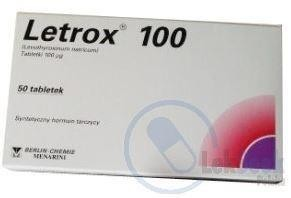 Letrox® 100
(Levothyroxinum natricum)
Tabletki 100 µg
50 tabletek
Syntetyczny hormon tarczycy
BERLIN-CHEMIE
MENARINI